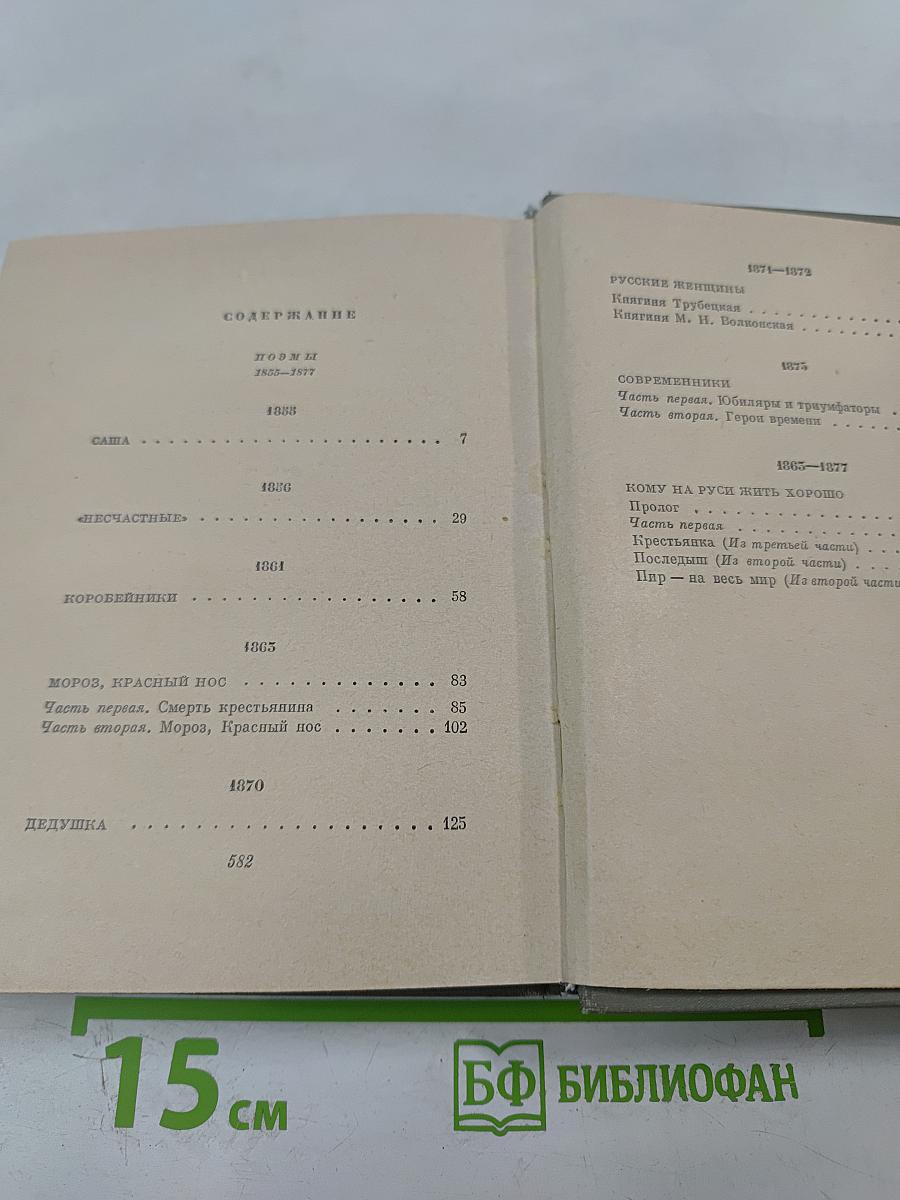 СОДЕРЖАНИЕ
ПОЭМЫ
1855—1877
1855
САША . . . . . . . . . . . . . . . . . . . . . 7
1856
«НЕСЧАСТНЫЕ» . . . . . . . . . . . . . . . . . 29
1861
КОРОБЕЙНИКИ . . . . . . . . . . . . . . . . . 58
1863
МОРОЗ, КРАСНЫЙ НОС . . . . . . . . . . . . . 83
Часть первая. Смерть крестьянина . . . . . . . 85
Часть вторая. Мороз, Красный нос . . . . . . . 102
1870
ДЕДУШКА . . . . . . . . . . . . . . . . . . . 125
582
1871—1872
РУССКИЕ ЖЕНЩИНЫ
Княгиня Трубецкая . . . . . . . . . . .
Княгиня М. Н. Волконская . . . . . . .
1875
СОВРЕМЕННИКИ
Часть первая. Юбиляры и триумфаторы .
Часть вторая. Герои времени . . . . . .
1863—1877
КОМУ НА РУСИ ЖИТЬ ХОРОШО
Пролог . . . . . . . . . . . . . . .
Часть первая . . . . . . . . . . . .
Крестьянка (Из третьей части) . . .
Последыш (Из второй части) . . . .
Пир — на весь мир (Из второй части
15 см
БФ БИБЛИОФАН